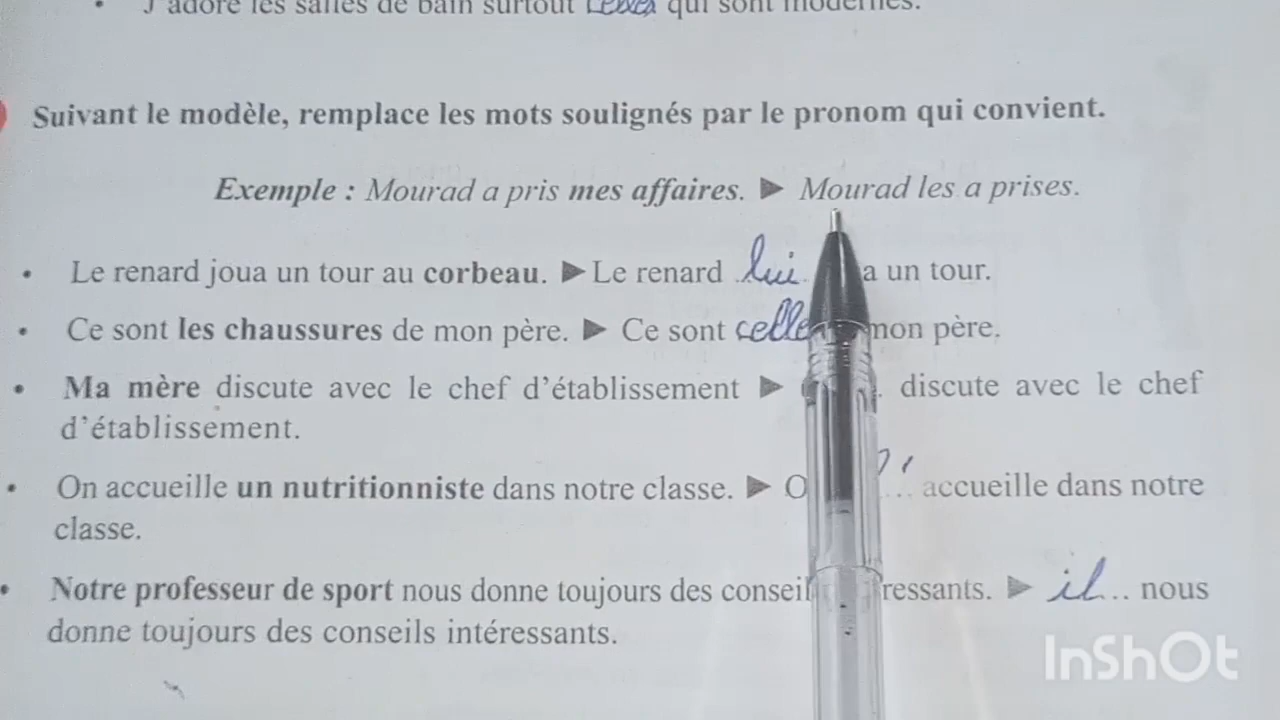 • J'adore les salles de bain surtout celles qui sont modernes.
Suivant le modèle, remplace les mots soulignés par le pronom qui convient.
Exemple : Mourad a pris mes affaires. ► Mourad les a prises.
• Le renard joua un tour au corbeau. ► Le renard lui a un tour.
• Ce sont les chaussures de mon père. ► Ce sont celle mon père.
• Ma mère discute avec le chef d'établissement ► . discute avec le chef
d'établissement.
• On accueille un nutritionniste dans notre classe. ► O ... accueille dans notre
classe.
• Notre professeur de sport nous donne toujours des conseil ressants. ► il... nous
donne toujours des conseils intéressants.
InShOt